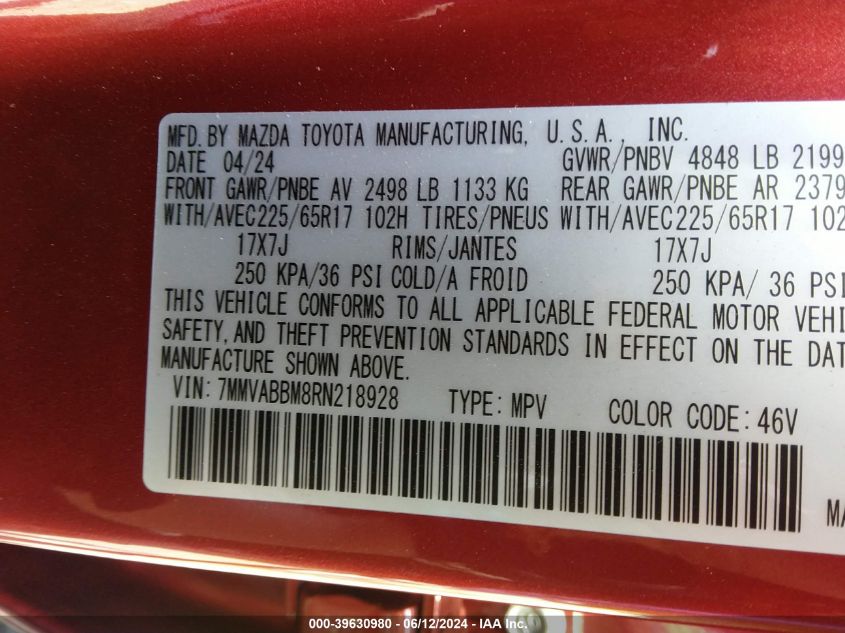 MFD. BY MAZDA TOYOTA MANUFACTURING, U.S.A., INC.
DATE 04/24 GVWR/PNBV 4848 LB 2199
FRONT GAWR/PNBE AV 2498 LB 1133 KG REAR GAWR/PNBE AR 2379
WITH/AVEC225/65R17 102H TIRES/PNEUS WITH/AVEC225/65R17 102
17X7J RIMS/JANTES 17X7J
250 KPA/36 PSI COLD/A FROID 250 KPA/ 36 PSI
THIS VEHICLE CONFORMS TO ALL APPLICABLE FEDERAL MOTOR VEHI
SAFETY, AND THEFT PREVENTION STANDARDS IN EFFECT ON THE DAT
MANUFACTURE SHOWN ABOVE.
VIN: 7MMVABBM8RN218928 TYPE: MPV COLOR CODE: 46V
MA
000-39630980 - 06/12/2024 - IAA Inc.